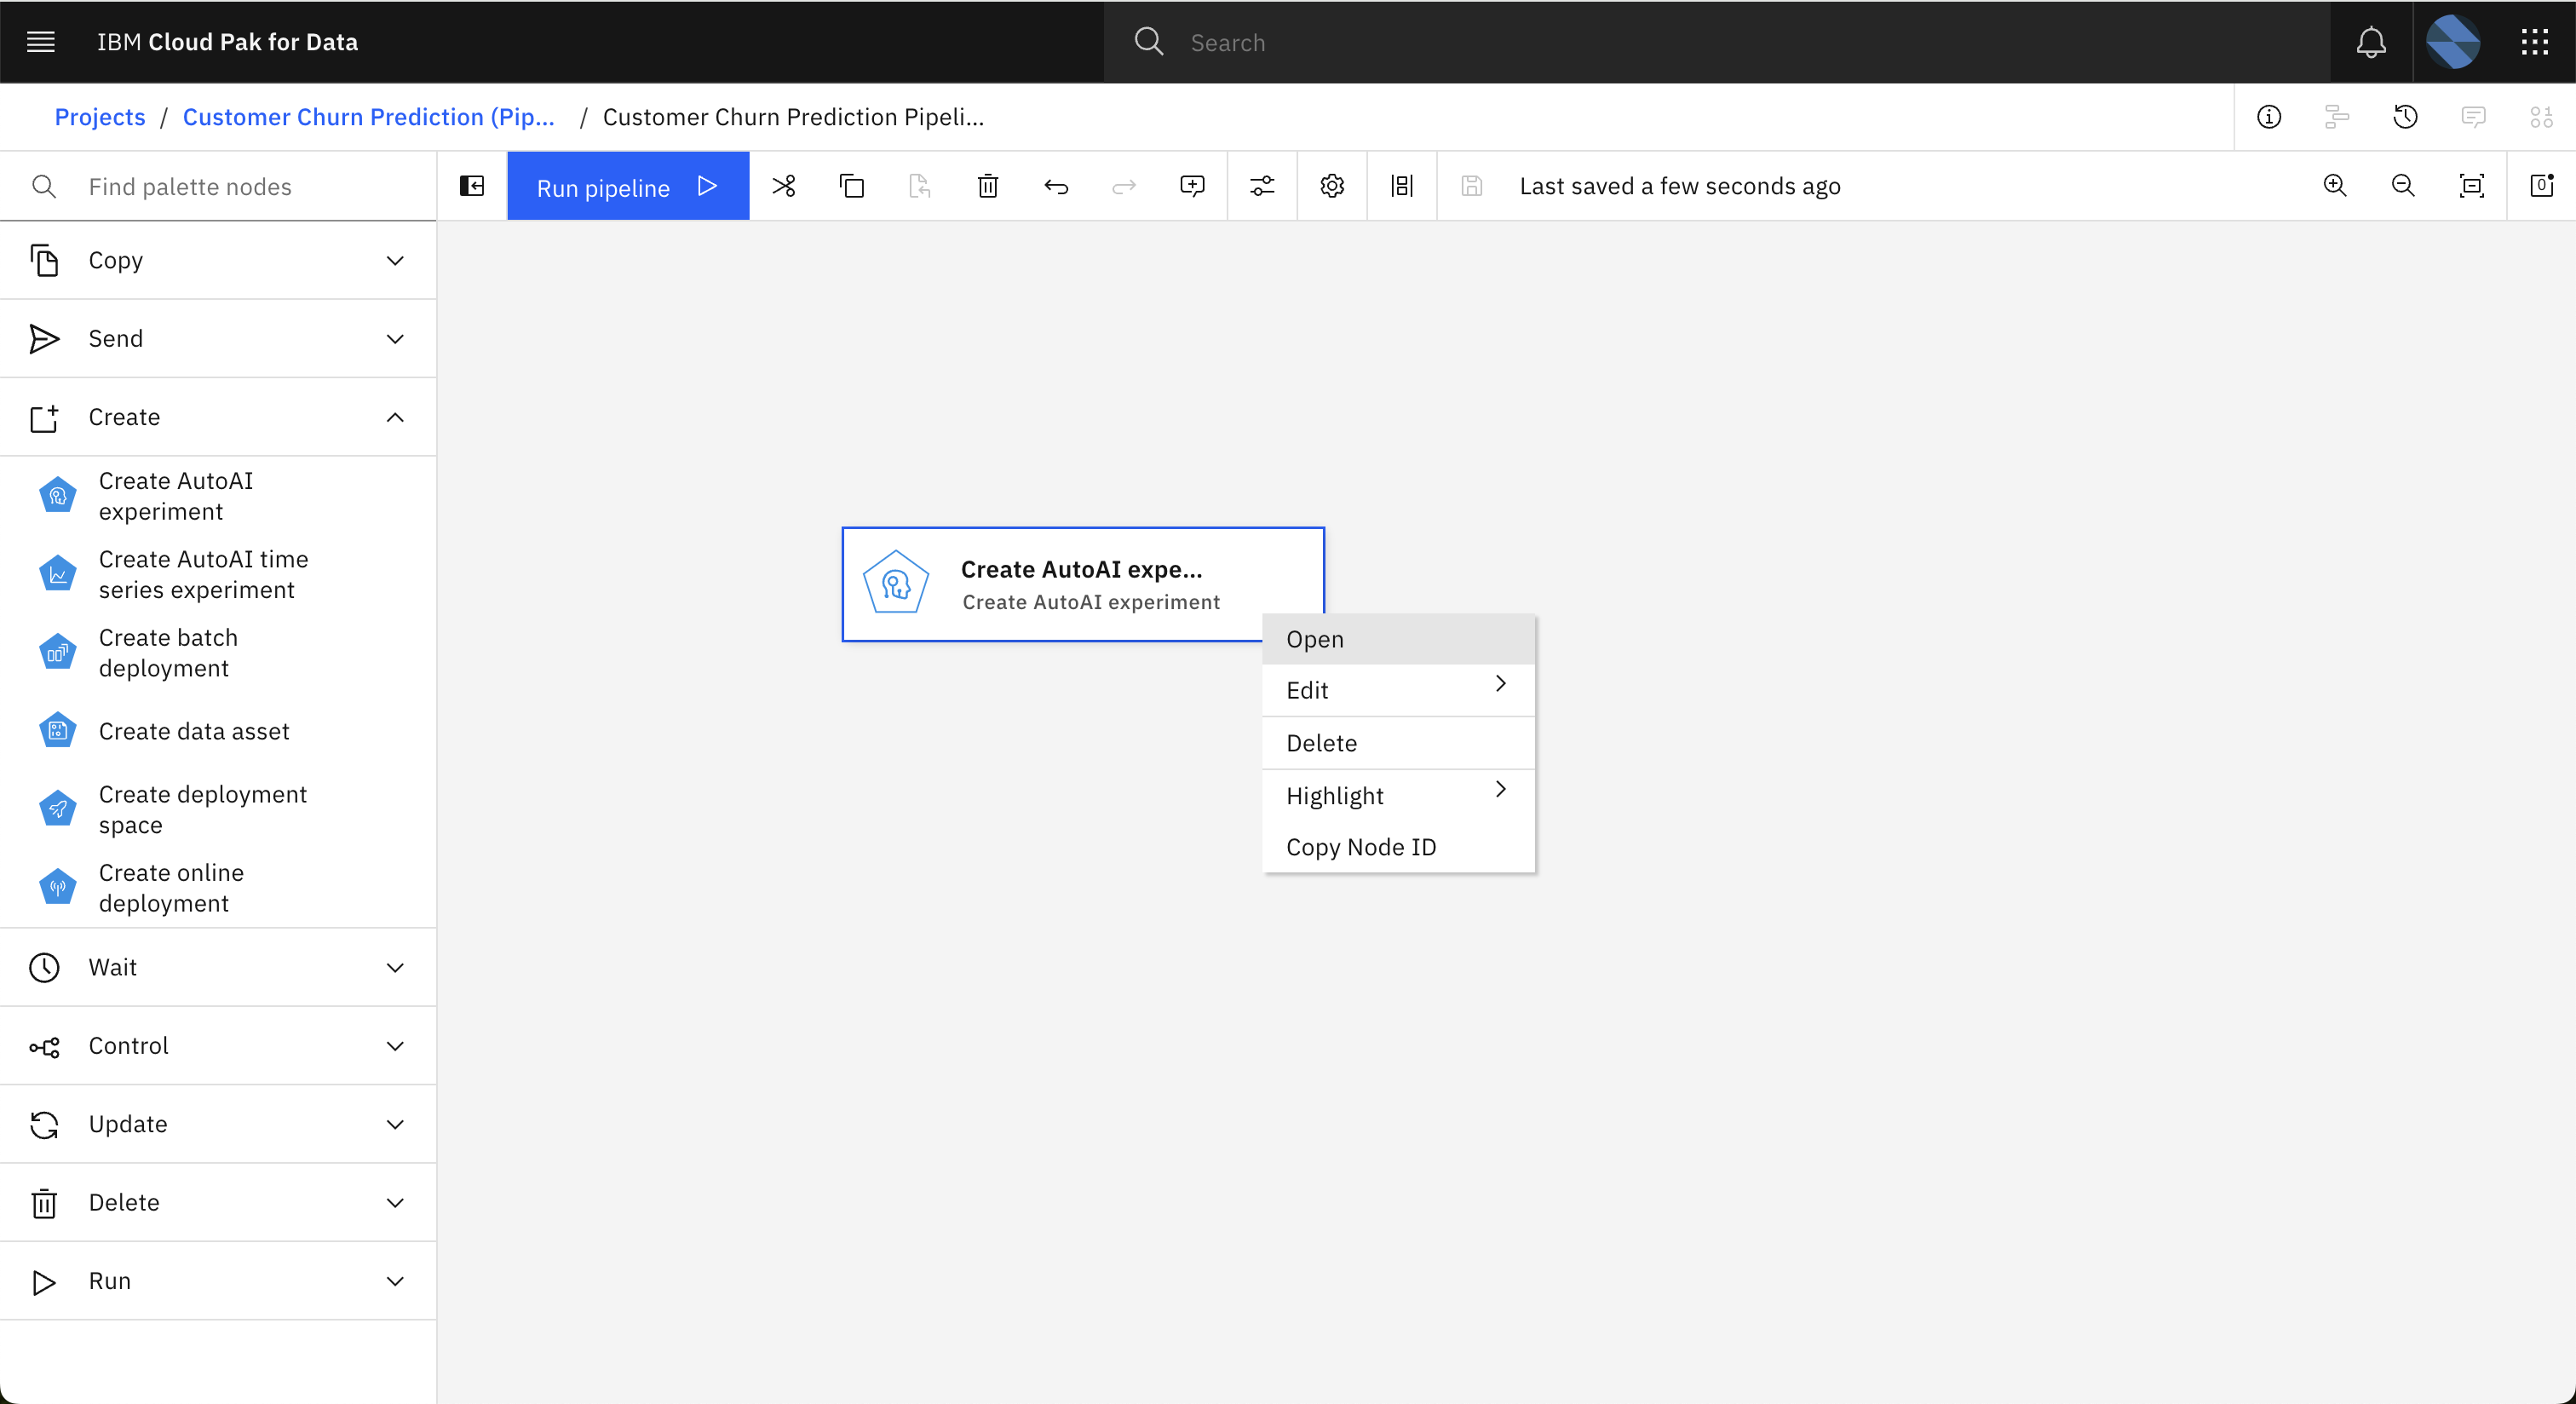 IBM Cloud Pak for Data
Search
Projects / Customer Churn Prediction (Pip... / Customer Churn Prediction Pipeli...
Find palette nodes
Run pipeline
Last saved a few seconds ago
Copy
Send
Create
Create AutoAI
experiment
Create AutoAI time
series experiment
Create batch
deployment
Create data asset
Create deployment
space
Create online
deployment
Wait
Control
Update
Delete
Run
Create AutoAI expe...
Create AutoAI experiment
Open
Edit
Delete
Highlight
Copy Node ID